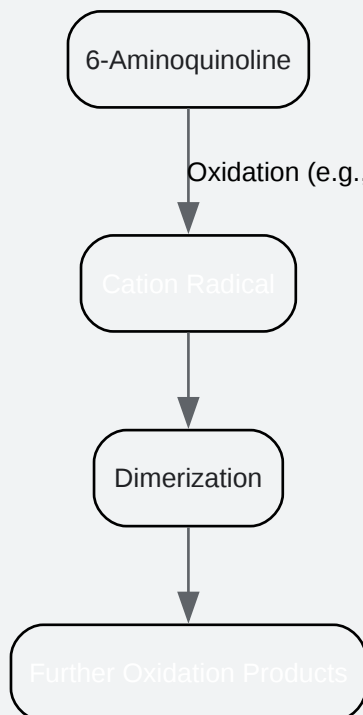 6-Aminoquinoline
Oxidation (e.g.
Cation Radical
Dimerization
Further Oxidation Products